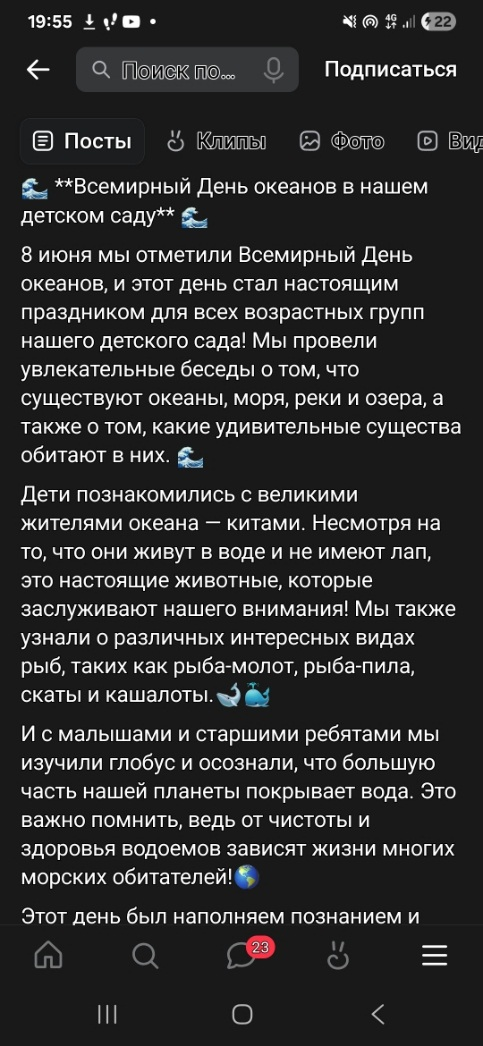 19:55
4G
22
Поиск по...
Подписаться
Посты
Клипы
Фото
Вид
🌊 **Всемирный День океанов в нашем
детском саду** 🌊
8 июня мы отметили Всемирный День
океанов, и этот день стал настоящим
праздником для всех возрастных групп
нашего детского сада! Мы провели
увлекательные беседы о том, что
существуют океаны, моря, реки и озера, а
также о том, какие удивительные существа
обитают в них. 🌊
Дети познакомились с великими
жителями океана — китами. Несмотря на
то, что они живут в воде и не имеют лап,
это настоящие животные, которые
заслуживают нашего внимания! Мы также
узнали о различных интересных видах
рыб, таких как рыба-молот, рыба-пила,
скаты и кашалоты.🐋🐳
И с малышами и старшими ребятами мы
изучили глобус и осознали, что большую
часть нашей планеты покрывает вода. Это
важно помнить, ведь от чистоты и
здоровья водоемов зависят жизни многих
морских обитателей!🌎
Этот день был наполняем познанием и
23